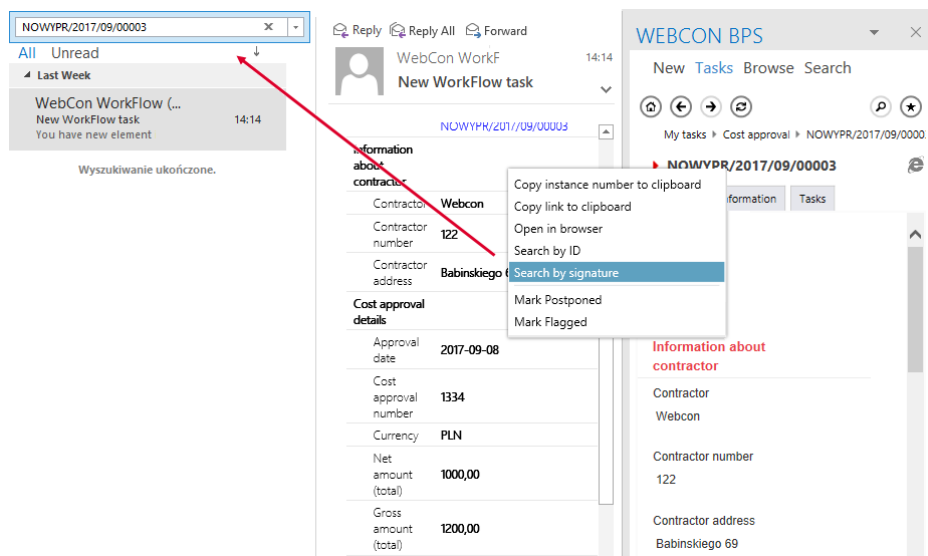 NOWYPR/2017/09/00003
All Unread
Last Week
WebCon WorkFlow (...
New WorkFlow task 14:14
You have new element
Wyszukiwanie ukończone.
Reply Reply All Forward
WebCon WorkF 14:14
New WorkFlow task
NOWYPR/2017/09/00003
Information
about
contractor
Contractor Webcon
Contractor
number
122
Contractor
address
Babinskiego 6
Cost approval
details
Approval
date
2017-09-08
Cost
approval
number
1334
Currency PLN
Net
amount
(total)
1000,00
Gross
amount
(total)
1200,00
Copy instance number to clipboard
Copy link to clipboard
Open in browser
Search by ID
Search by signature
Mark Postponed
Mark Flagged
WEBCON BPS
New Tasks Browse Search
My tasks Cost approval NOWYPR/2017/09/0000
NOWYPR/2017/09/00003
formation Tasks
Information about
contractor
Contractor
Webcon
Contractor number
122
Contractor address
Babinskiego 69